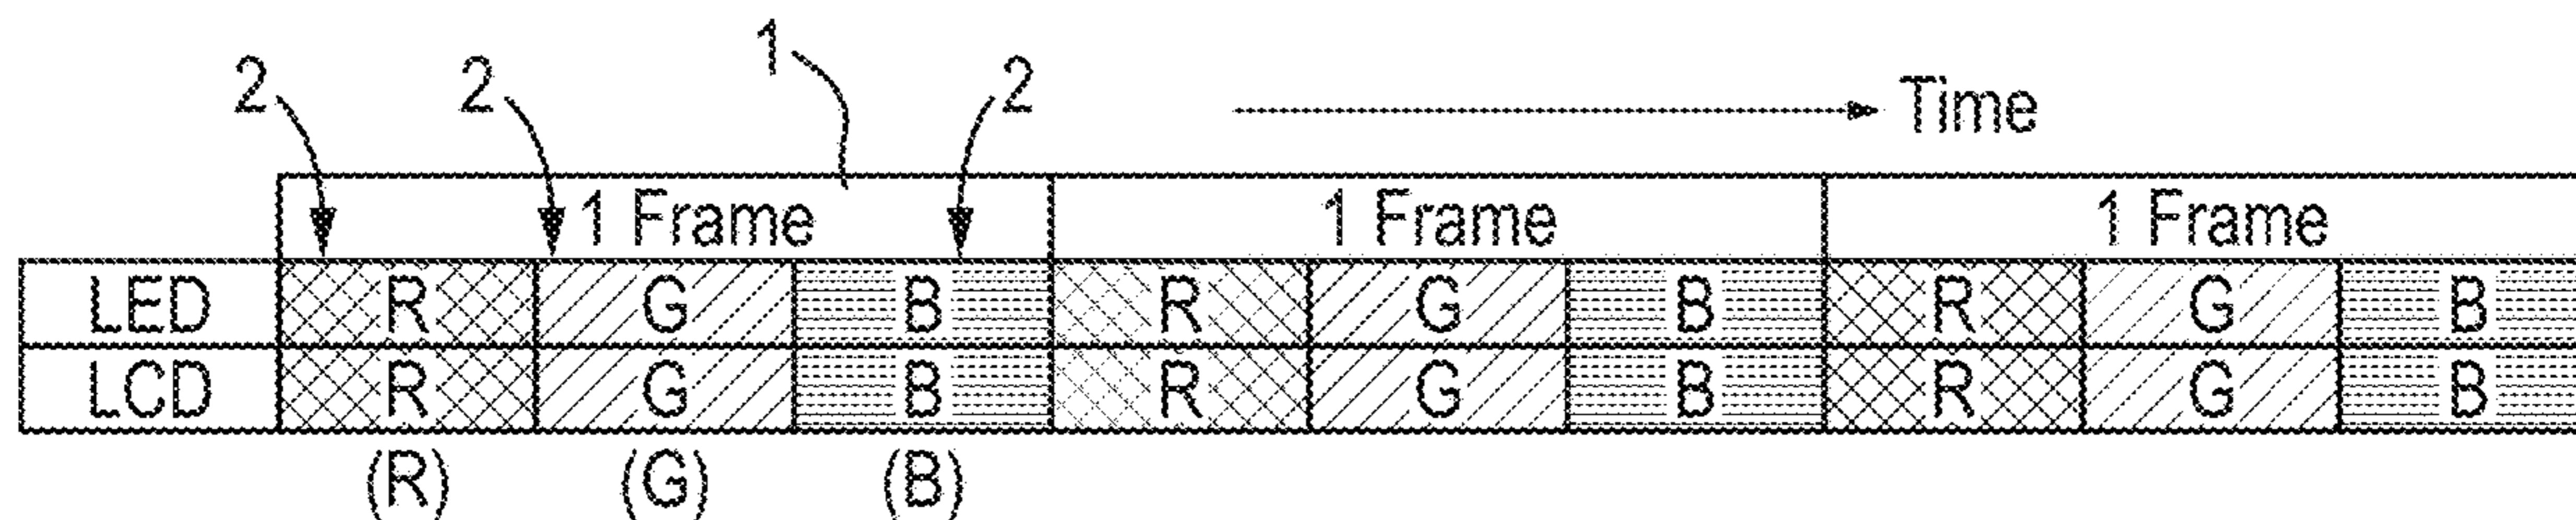 2 2 1 2 Time
1 Frame 1 Frame 1 Frame
LED R G B R G B R G B
LCD R G B R G B R G B
(R) (G) (B)